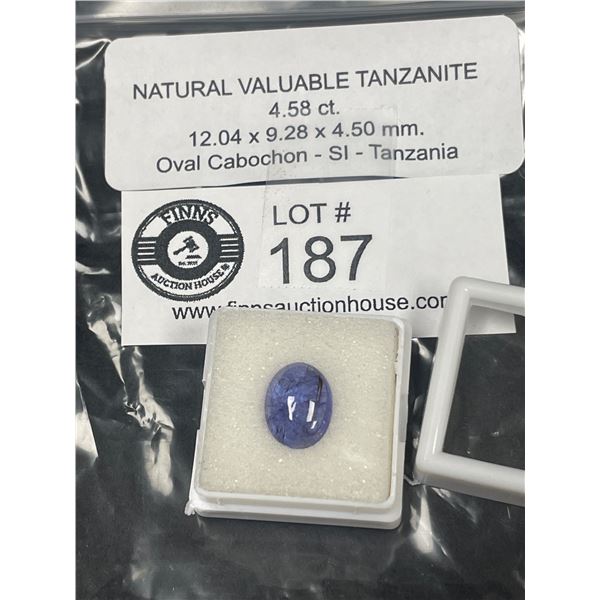 NATURAL VALUABLE TANZANITE
4.58 ct.
12.04 x 9.28 x 4.50 mm.
Oval Cabochon - SI - Tanzania
FINNS
AUCTION HOUSE
LOT #
187
www.finnsauctionhouse.com